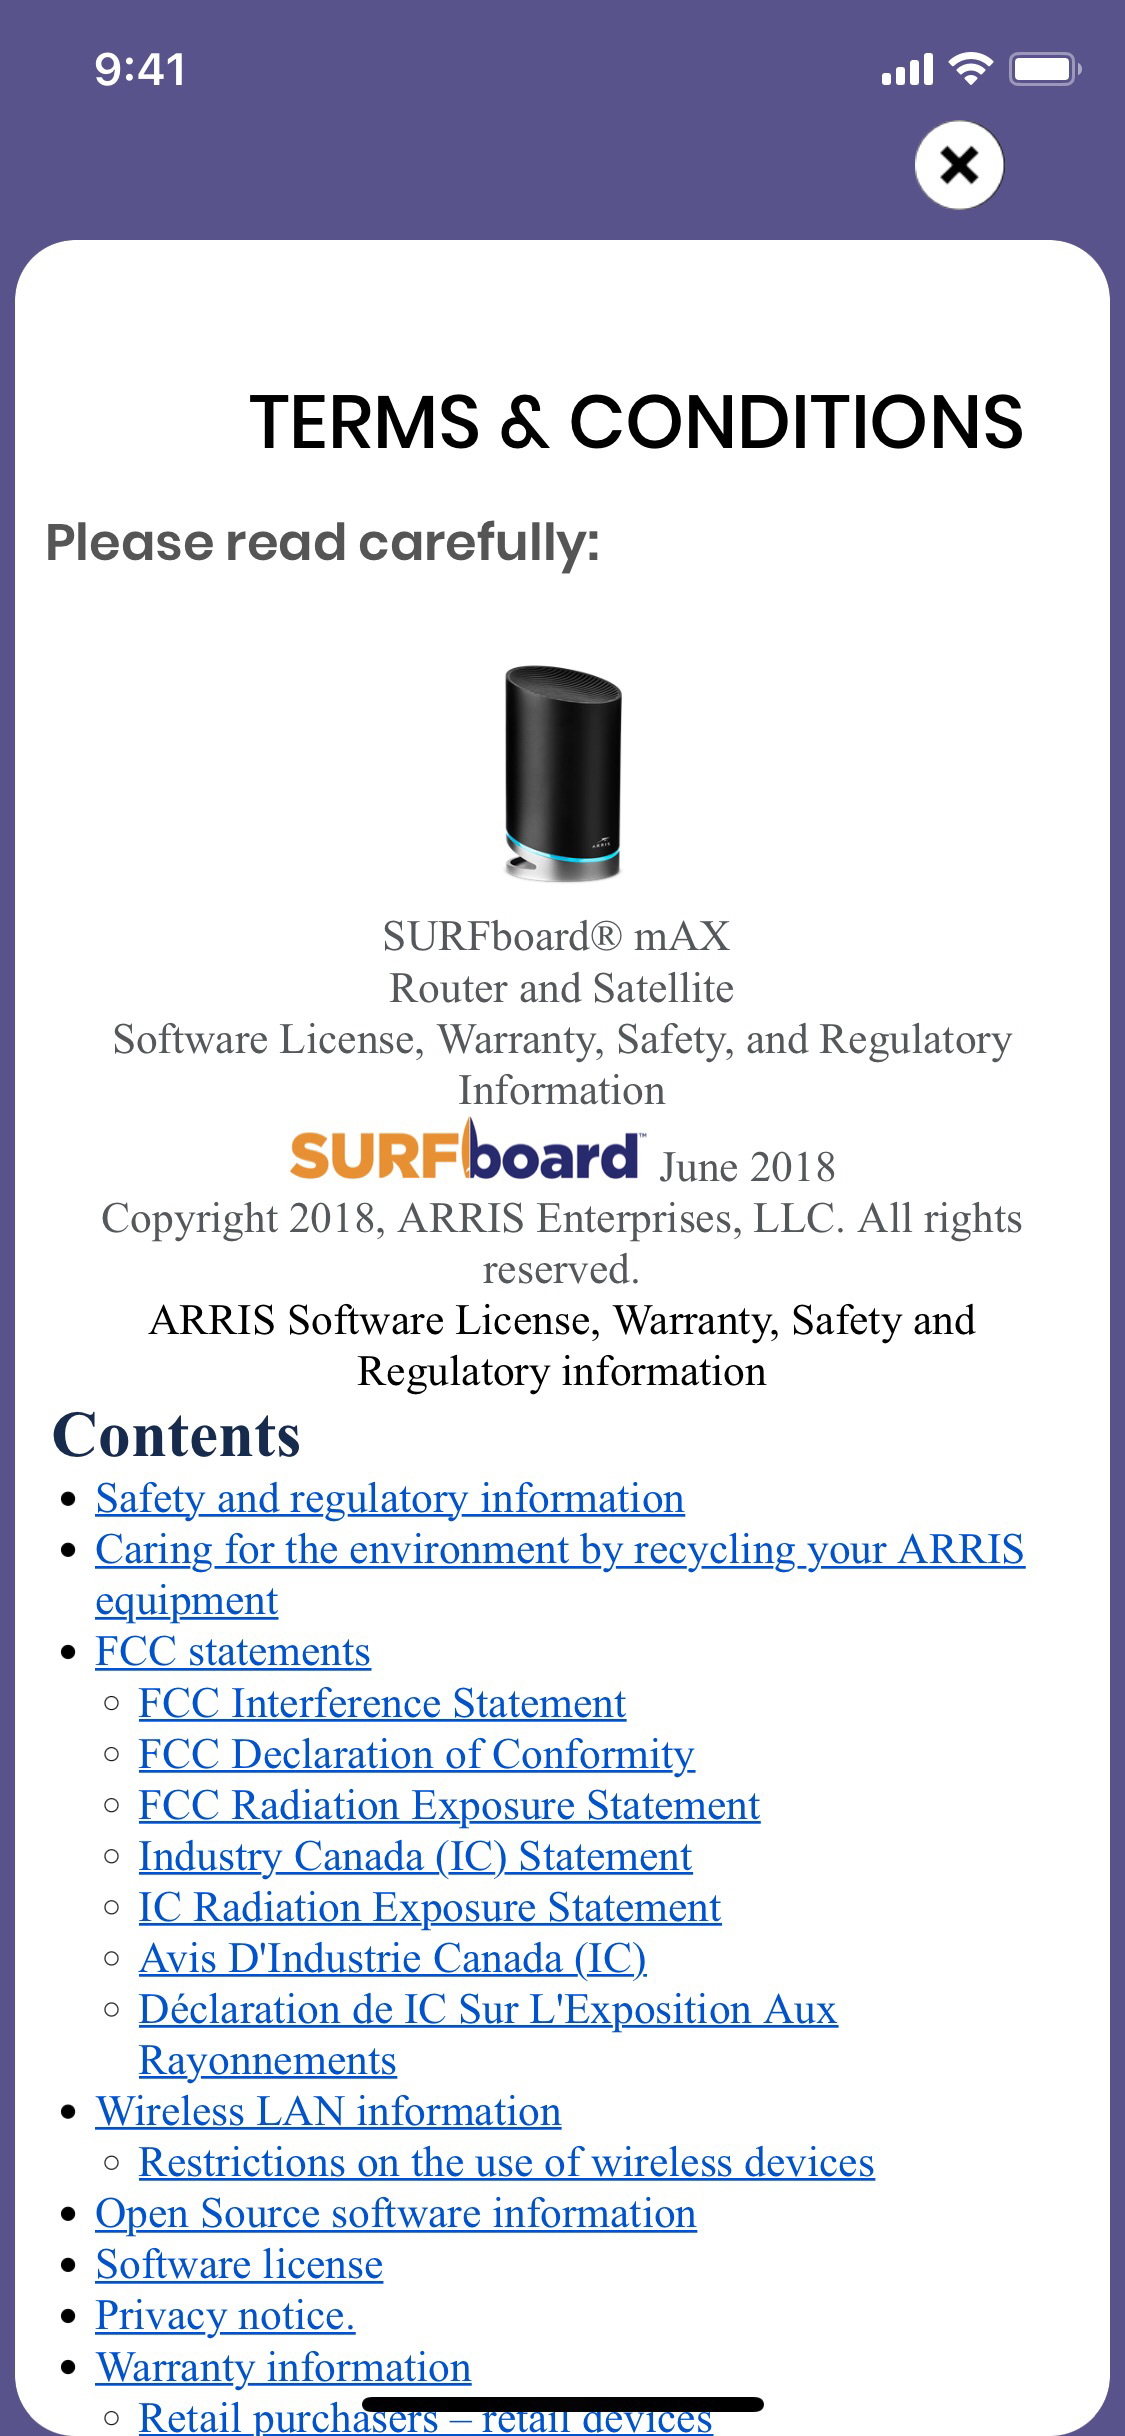 9:41
TERMS & CONDITIONS
Please read carefully:
ARRIS
SURFboard® mAX
Router and Satellite
Software License, Warranty, Safety, and Regulatory
Information
SURFboard™ June 2018
Copyright 2018, ARRIS Enterprises, LLC. All rights
reserved.
ARRIS Software License, Warranty, Safety and
Regulatory information
Contents
Safety and regulatory information
Caring for the environment by recycling your ARRIS
equipment
FCC statements
FCC Interference Statement
FCC Declaration of Conformity
FCC Radiation Exposure Statement
Industry Canada (IC) Statement
IC Radiation Exposure Statement
Avis D'Industrie Canada (IC)
Déclaration de IC Sur L'Exposition Aux
Rayonnements
Wireless LAN information
Restrictions on the use of wireless devices
Open Source software information
Software license
Privacy notice.
Warranty information
Retail purchasers – retail devices